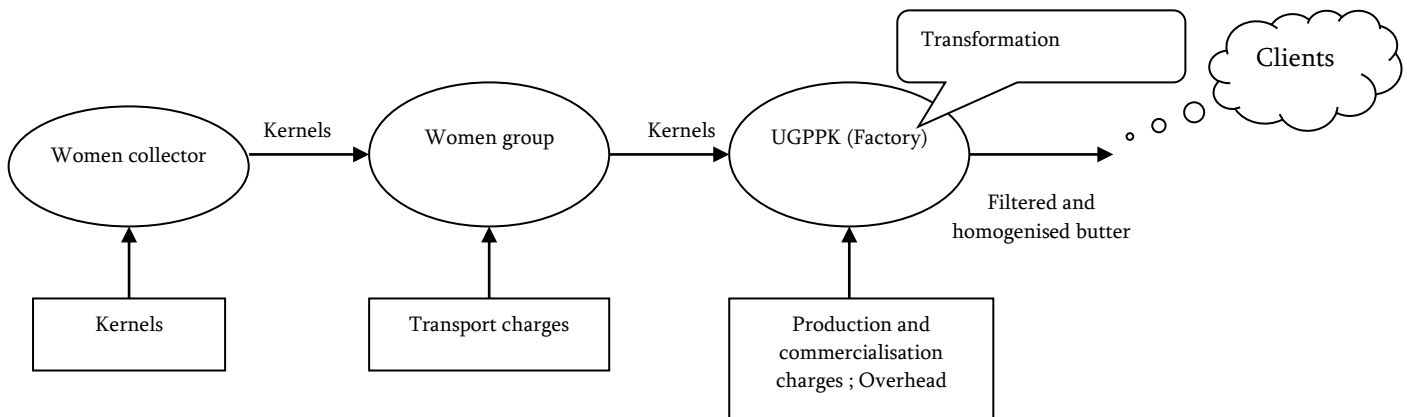 Transformation
Clients
Women collector
Kernels
Women group
Kernels
UGPPK (Factory)
Filtered and
homogenised butter
Kernels
Transport charges
Production and
commercialisation
charges ; Overhead